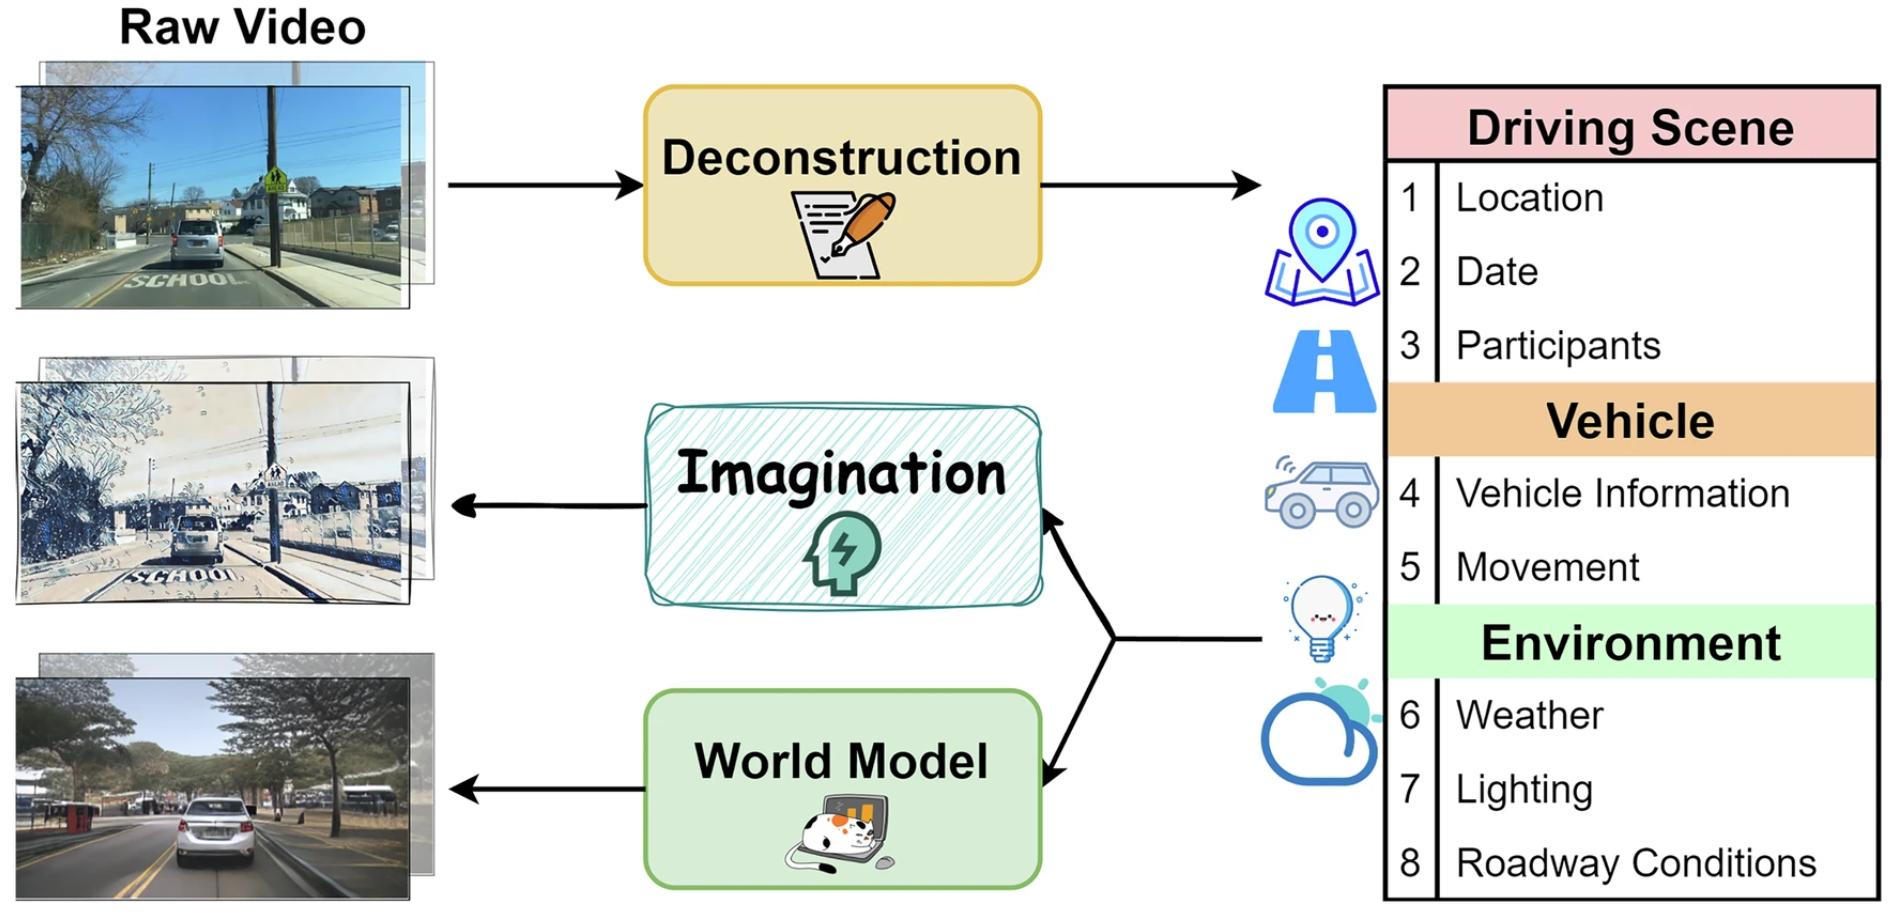 Raw Video
SCHOOL
Deconstruction
Driving Scene
1 Location
2 Date
3 Participants
Vehicle
4 Vehicle Information
5 Movement
Environment
6 Weather
7 Lighting
8 Roadway Conditions
Imagination
SCHOOL
World Model